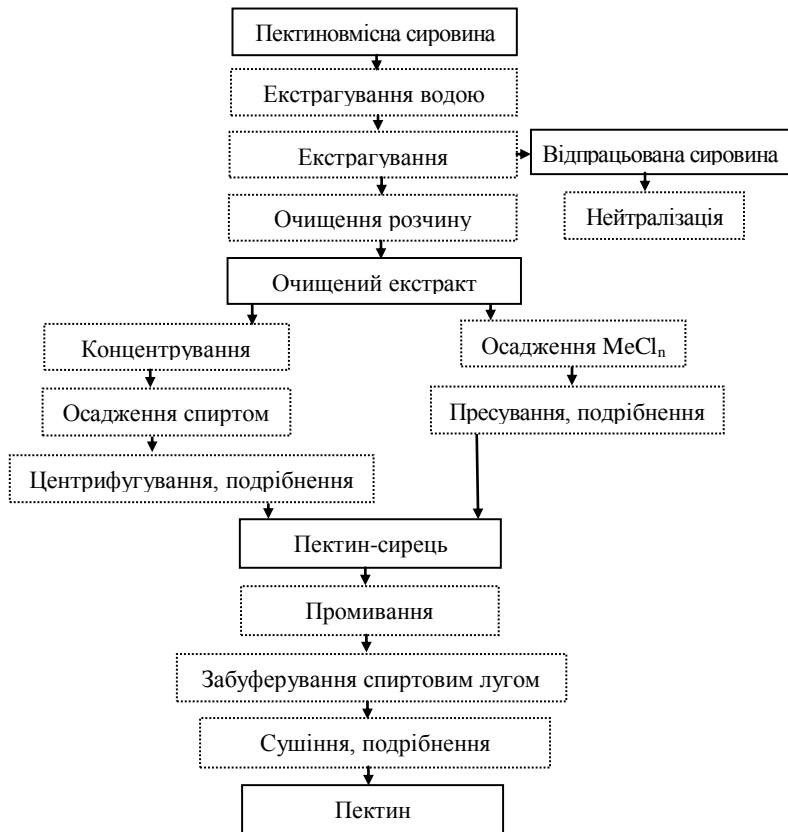 Пектиновмісна сировина
Екстрагування водою
Екстрагування
Відпрацьована сировина
Очищення розчину
Нейтралізація
Очищений екстракт
Концентрування
Осадження MeClₙ
Осадження спиртом
Пресування, подрібнення
Центрифугування, подрібнення
Пектин-сирець
Промивання
Забуферування спиртовим лугом
Сушіння, подрібнення
Пектин